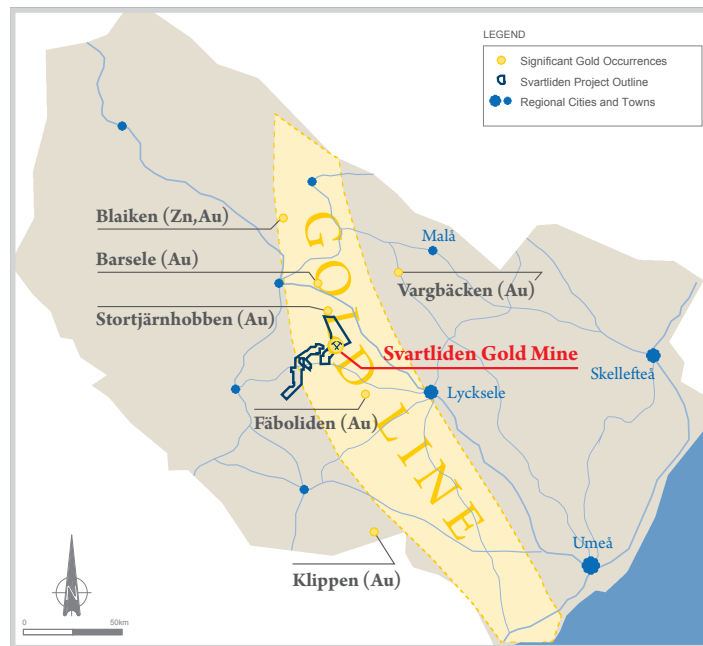 LEGEND
Significant Gold Occurrences
Svartliden Project Outline
Regional Cities and Towns
Blaiken (Zn,Au)
Malå
Barsele (Au)
Vargbäcken (Au)
Stortjärnhobben (Au)
Svartliden Gold Mine
Skellefteå
Lycksele
Fäboliden (Au)
GOLD LINE
Umeå
Klippen (Au)
N
0 50km